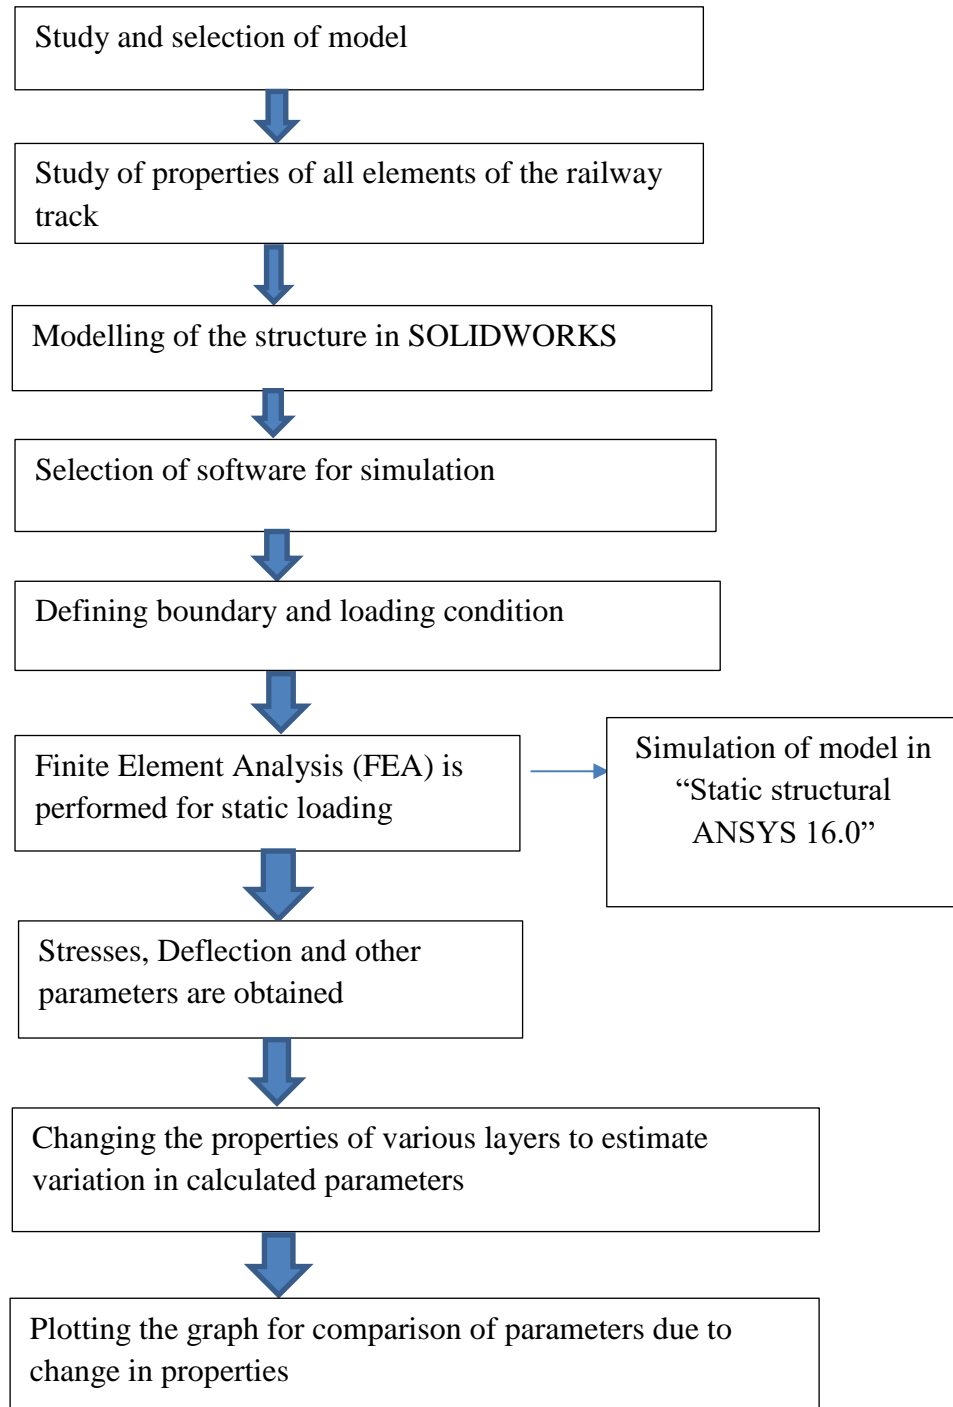 Study and selection of model
Study of properties of all elements of the railway
track
Modelling of the structure in SOLIDWORKS
Selection of software for simulation
Defining boundary and loading condition
Finite Element Analysis (FEA) is
performed for static loading
Simulation of model in
“Static structural
ANSYS 16.0”
Stresses, Deflection and other
parameters are obtained
Changing the properties of various layers to estimate
variation in calculated parameters
Plotting the graph for comparison of parameters due to
change in properties